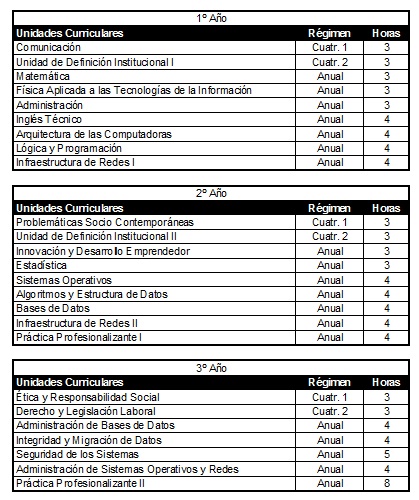 1º Año
Unidades Curriculares Régimen Horas
Comunicación Cuatr. 1 3
Unidad de Definición Institucional I Cuatr. 2 3
Matemática Anual 3
Física Aplicada a las Tecnologías de la Información Anual 3
Administración Anual 3
Inglés Técnico Anual 4
Arquitectura de las Computadoras Anual 4
Lógica y Programación Anual 4
Infraestructura de Redes I Anual 4
2º Año
Unidades Curriculares Régimen Horas
Problemáticas Socio Contemporáneas Cuatr. 1 3
Unidad de Definición Institucional II Cuatr. 2 3
Innovación y Desarrollo Emprendedor Anual 3
Estadística Anual 3
Sistemas Operativos Anual 4
Algoritmos y Estructura de Datos Anual 4
Bases de Datos Anual 4
Infraestructura de Redes II Anual 4
Práctica Profesionalizante I Anual 4
3º Año
Unidades Curriculares Régimen Horas
Ética y Responsabilidad Social Cuatr. 1 3
Derecho y Legislación Laboral Cuatr. 2 3
Administración de Bases de Datos Anual 4
Integridad y Migración de Datos Anual 4
Seguridad de los Sistemas Anual 5
Administración de Sistemas Operativos y Redes Anual 4
Práctica Profesionalizante II Anual 8